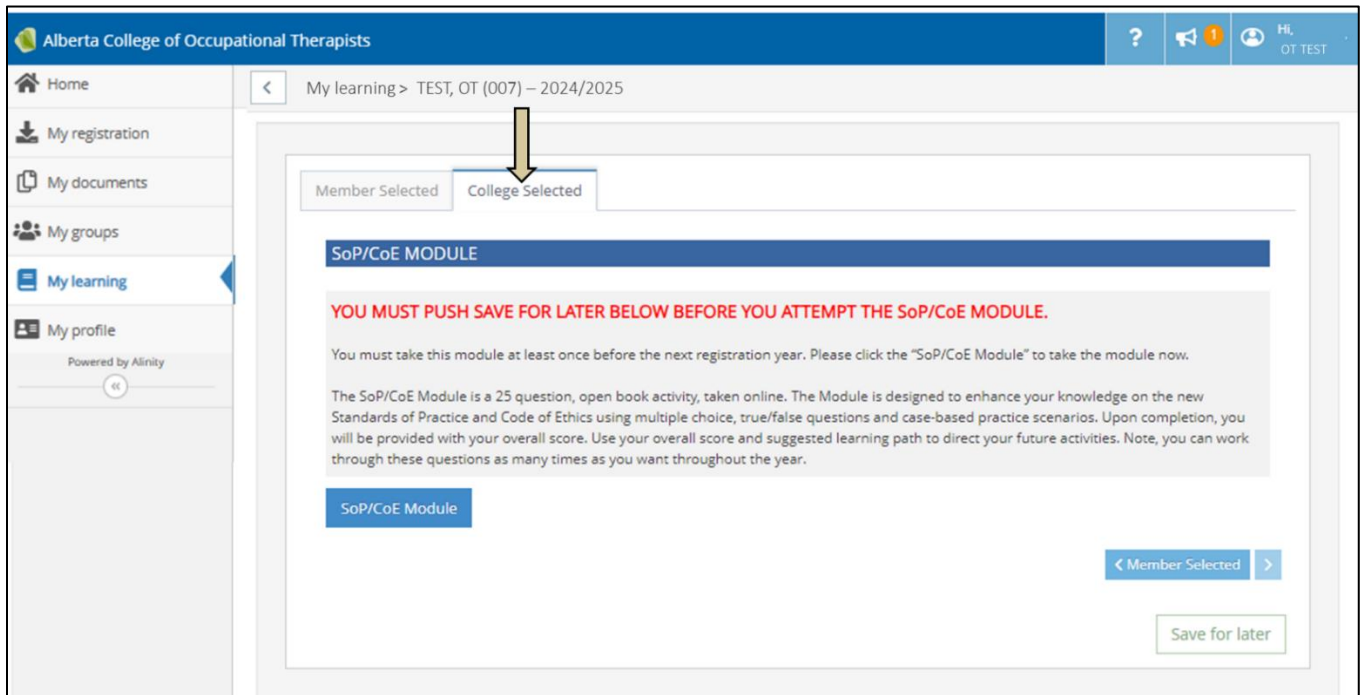 Alberta College of Occupational Therapists
?
1
Hi,
OT TEST
Home
My registration
My documents
My groups
My learning
My profile
Powered by Alinity
My learning > TEST, OT (007) – 2024/2025
Member Selected
College Selected
SoP/CoE MODULE
YOU MUST PUSH SAVE FOR LATER BELOW BEFORE YOU ATTEMPT THE SoP/CoE MODULE.
You must take this module at least once before the next registration year. Please click the “SoP/CoE Module” to take the module now.
The SoP/CoE Module is a 25 question, open book activity, taken online. The Module is designed to enhance your knowledge on the new
Standards of Practice and Code of Ethics using multiple choice, true/false questions and case-based practice scenarios. Upon completion, you
will be provided with your overall score. Use your overall score and suggested learning path to direct your future activities. Note, you can work
through these questions as many times as you want throughout the year.
SoP/CoE Module
< Member Selected >
Save for later